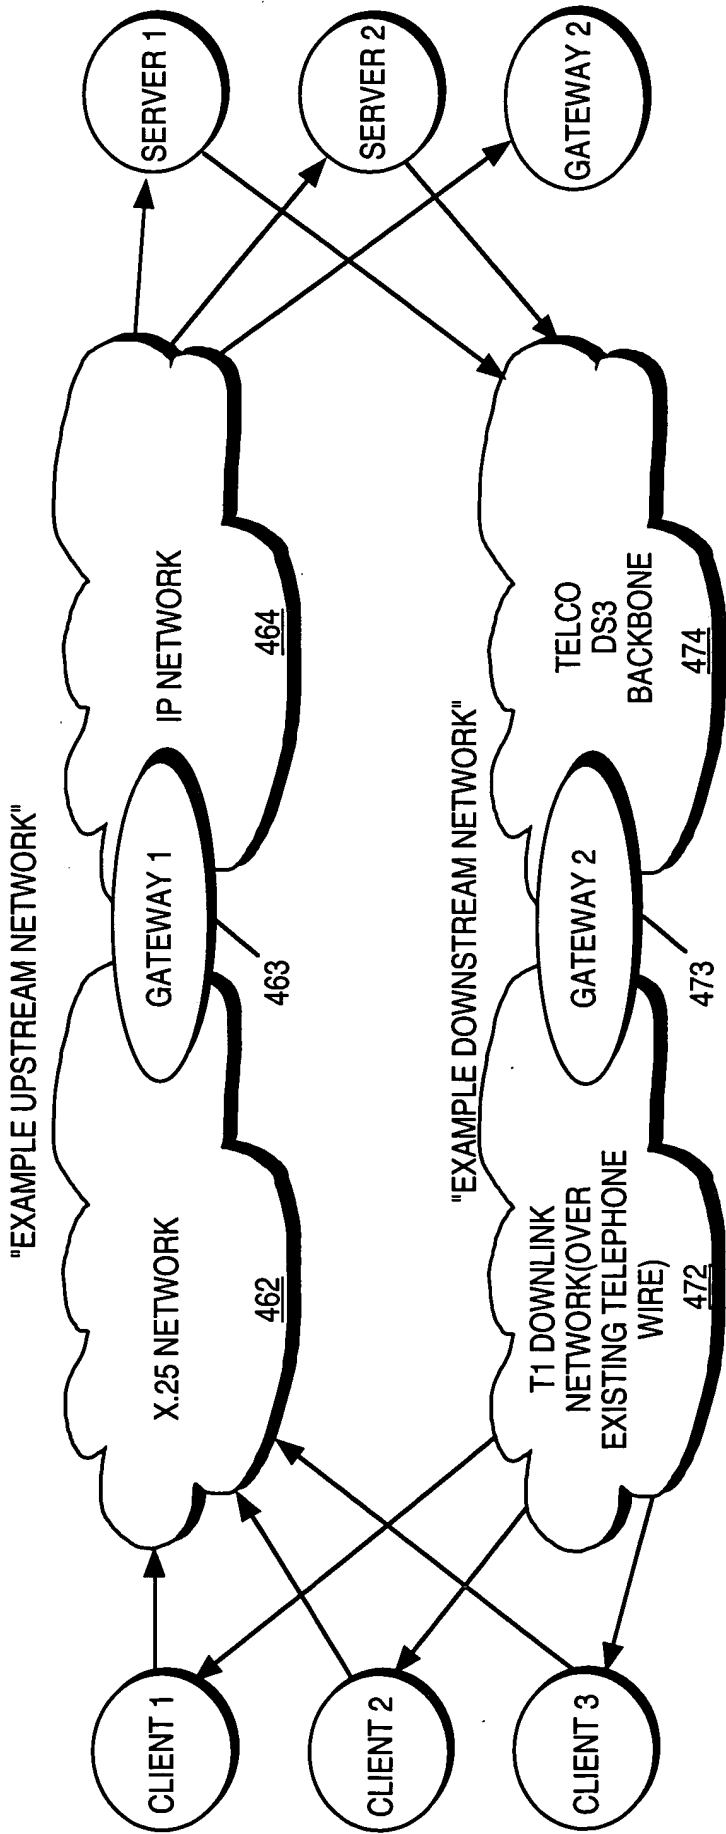 "EXAMPLE UPSTREAM NETWORK"
CLIENT 1
CLIENT 2
CLIENT 3
X.25 NETWORK
462
GATEWAY 1
463
IP NETWORK
464
SERVER 1
SERVER 2
GATEWAY 2
"EXAMPLE DOWNSTREAM NETWORK"
T1 DOWNLINK
NETWORK(OVER
EXISTING TELEPHONE
WIRE)
472
GATEWAY 2
473
TELCO
DS3
BACKBONE
474